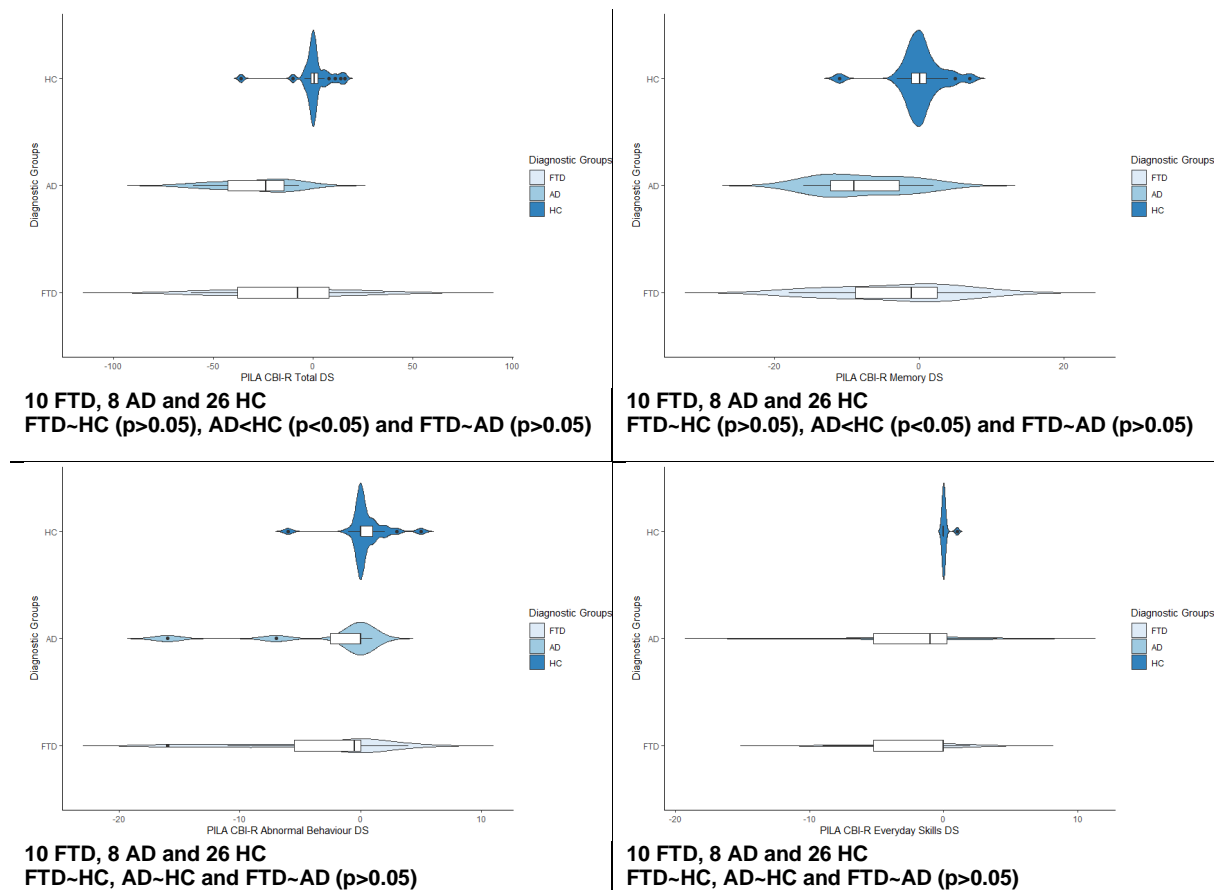 HC
AD
FTD
Diagnostic Groups
-100 -50 0 50 100
PILA CBI-R Total DS
Diagnostic Groups
FTD
AD
HC
10 FTD, 8 AD and 26 HC
FTD~HC (p>0.05), AD<HC (p<0.05) and FTD~AD (p>0.05)
HC
AD
FTD
Diagnostic Groups
-20 0 20
PILA CBI-R Memory DS
Diagnostic Groups
FTD
AD
HC
10 FTD, 8 AD and 26 HC
FTD~HC (p>0.05), AD<HC (p<0.05) and FTD~AD (p>0.05)
HC
AD
FTD
Diagnostic Groups
-20 -10 0 10
PILA CBI-R Abnormal Behaviour DS
Diagnostic Groups
FTD
AD
HC
10 FTD, 8 AD and 26 HC
FTD~HC, AD~HC and FTD~AD (p>0.05)
HC
AD
FTD
Diagnostic Groups
-20 -10 0 10
PILA CBI-R Everyday Skills DS
Diagnostic Groups
FTD
AD
HC
10 FTD, 8 AD and 26 HC
FTD~HC, AD~HC and FTD~AD (p>0.05)